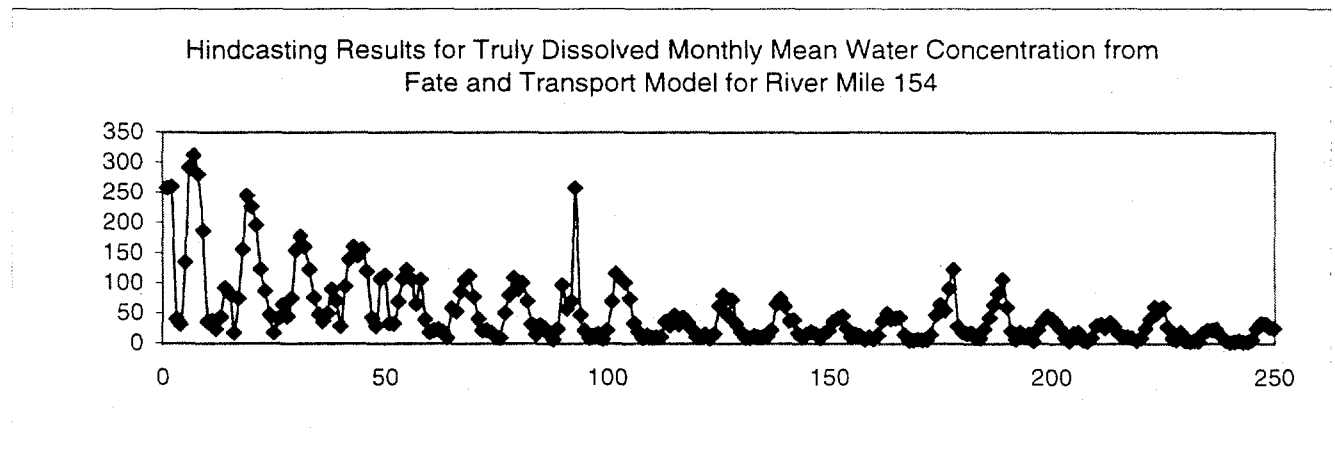 Hindcasting Results for Truly Dissolved Monthly Mean Water Concentration from
Fate and Transport Model for River Mile 154
350
300
250
200
150
100
50
0
0 50 100 150 200 250